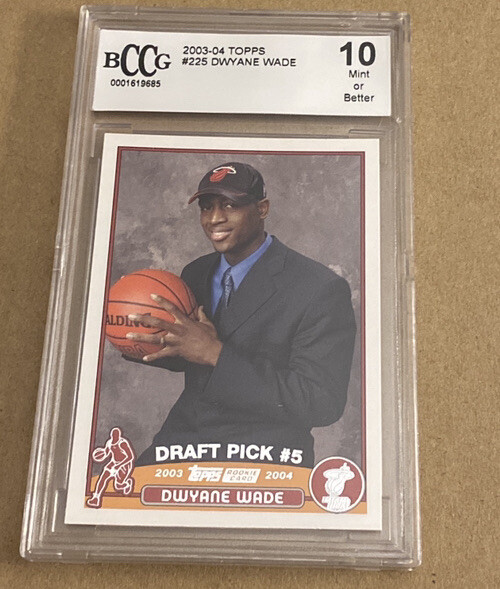 BCCG
0001619685
2003-04 TOPPS
#225 DWYANE WADE
10
Mint
or
Better
ALDING
DRAFT PICK #5
2003 TOPPS ROOKIE CARD 2004
DWYANE WADE